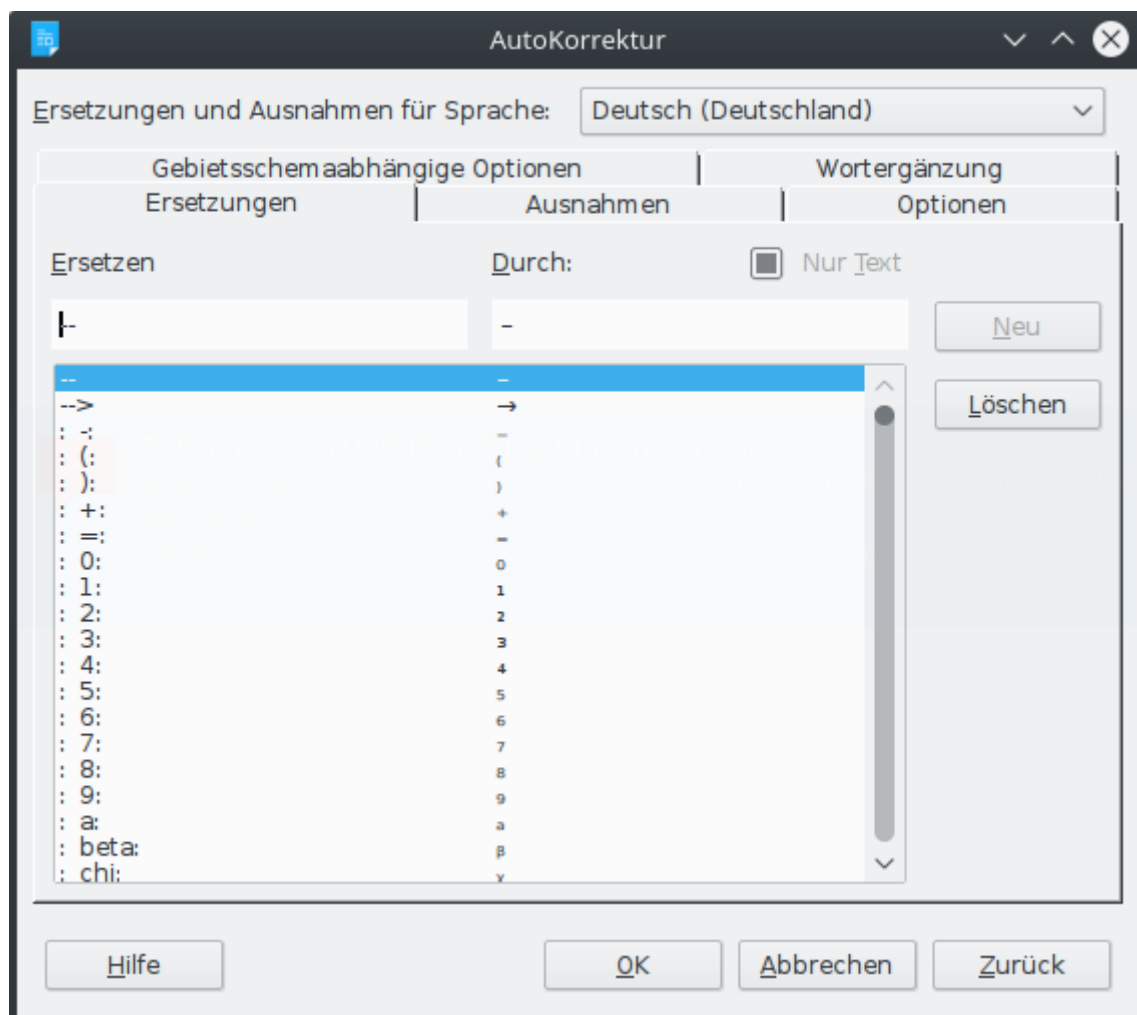 AutoKorrektur
Ersetzungen und Ausnahmen für Sprache: Deutsch (Deutschland)
Gebietsschemaabhängige Optionen Wortergänzung
Ersetzungen Ausnahmen Optionen
Ersetzen Durch: Nur Text
-- – Neu
-- –
--> →
Löschen
: -: ₋
: (: ₍
: ): ₎
: +: ₊
: =: ₌
: 0: ₀
: 1: ₁
: 2: ₂
: 3: ₃
: 4: ₄
: 5: ₅
: 6: ₆
: 7: ₇
: 8: ₈
: 9: ₉
: a: ₐ
: beta: ᵦ
: chi: ᵪ
Hilfe OK Abbrechen Zurück